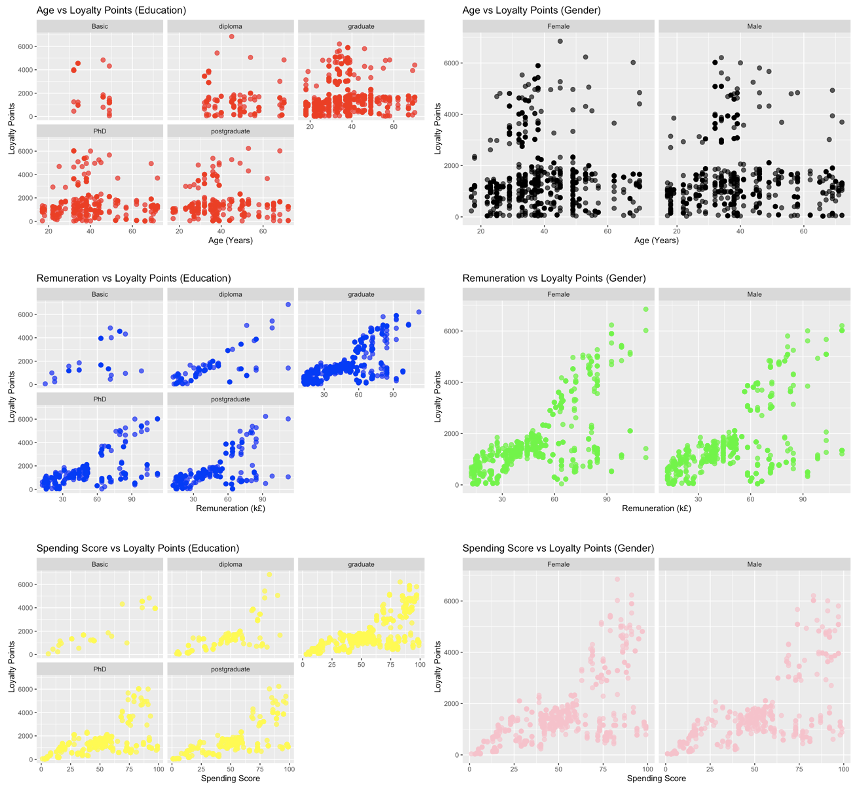 Age vs Loyalty Points (Education)
Basic diploma graduate
6000
4000
2000
0
PhD postgraduate
20 40 60
6000
4000
2000
0
20 40 60 20 40 60
Loyalty Points
Age (Years)
Age vs Loyalty Points (Gender)
Female Male
6000
4000
2000
0
20 40 60 20 40 60
Loyalty Points
Age (Years)
Remuneration vs Loyalty Points (Education)
Basic diploma graduate
6000
4000
2000
0
PhD postgraduate
30 60 90
6000
4000
2000
0
30 60 90 30 60 90
Loyalty Points
Remuneration (k£)
Remuneration vs Loyalty Points (Gender)
Female Male
6000
4000
2000
0
30 60 90 30 60 90
Loyalty Points
Remuneration (k£)
Spending Score vs Loyalty Points (Education)
Basic diploma graduate
6000
4000
2000
0
PhD postgraduate
0 25 50 75 100
6000
4000
2000
0
0 25 50 75 100 0 25 50 75 100
Loyalty Points
Spending Score
Spending Score vs Loyalty Points (Gender)
Female Male
6000
4000
2000
0
0 25 50 75 100 0 25 50 75 100
Loyalty Points
Spending Score